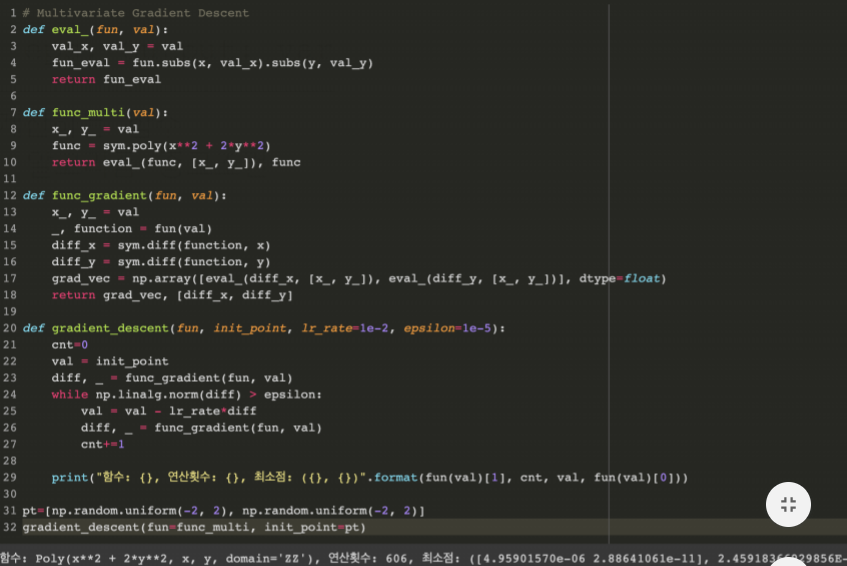 1 # Multivariate Gradient Descent
2 def eval_(fun, val):
3     val_x, val_y = val
4     fun_eval = fun.subs(x, val_x).subs(y, val_y)
5     return fun_eval
6
7 def func_multi(val):
8     x_, y_ = val
9     func = sym.poly(x**2 + 2*y**2)
10     return eval_(func, [x_, y_]), func
11
12 def func_gradient(fun, val):
13     x_, y_ = val
14     _, function = fun(val)
15     diff_x = sym.diff(function, x)
16     diff_y = sym.diff(function, y)
17     grad_vec = np.array([eval_(diff_x, [x_, y_]), eval_(diff_y, [x_, y_])], dtype=float)
18     return grad_vec, [diff_x, diff_y]
19
20 def gradient_descent(fun, init_point, lr_rate=1e-2, epsilon=1e-5):
21     cnt=0
22     val = init_point
23     diff, _ = func_gradient(fun, val)
24     while np.linalg.norm(diff) > epsilon:
25         val = val - lr_rate*diff
26         diff, _ = func_gradient(fun, val)
27         cnt+=1
28
29     print("함수: {}, 연산횟수: {}, 최소점: ({}, {})".format(fun(val)[1], cnt, val, fun(val)[0]))
30
31 pt=[np.random.uniform(-2, 2), np.random.uniform(-2, 2)]
32 gradient_descent(fun=func_multi, init_point=pt)
함수: Poly(x**2 + 2*y**2, x, y, domain='ZZ'), 연산횟수: 606, 최소점: ([4.95901570e-06 2.88641061e-11],